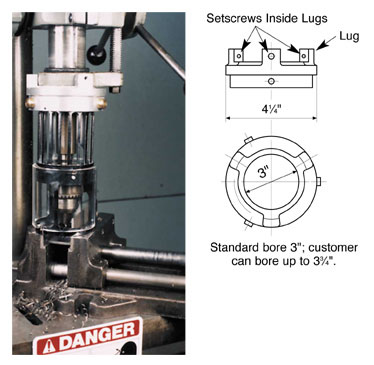 Setscrews Inside Lugs
Lug
4¼"
3"
Standard bore 3"; customer
can bore up to 3¾".
DANGER